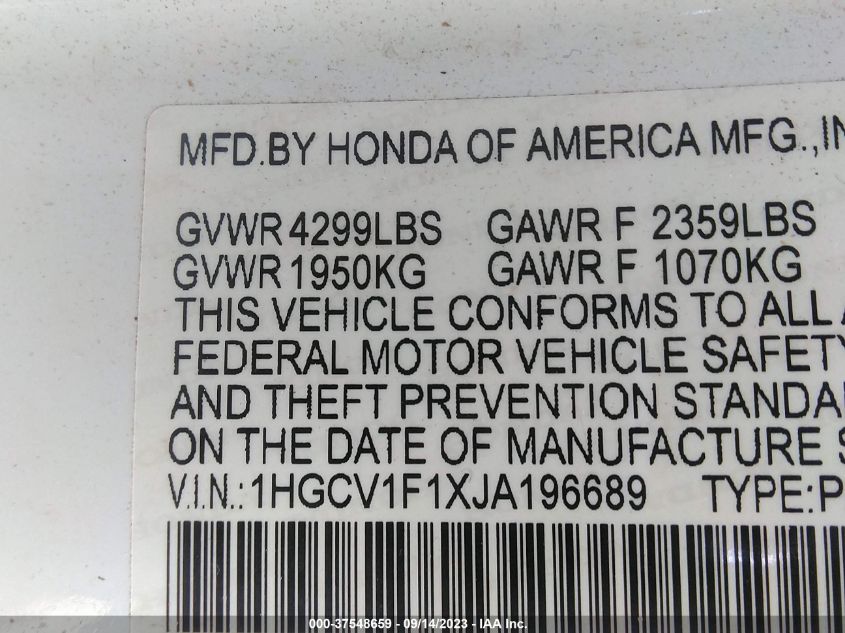 MFD.BY HONDA OF AMERICA MFG.,IN
GVWR 4299LBS GAWR F 2359LBS
GVWR 1950KG GAWR F 1070KG
THIS VEHICLE CONFORMS TO ALL A
FEDERAL MOTOR VEHICLE SAFETY
AND THEFT PREVENTION STANDA
ON THE DATE OF MANUFACTURE S
V.I.N.:1HGCV1F1XJA196689 TYPE:P
000-37548659 - 09/14/2023 - IAA Inc.